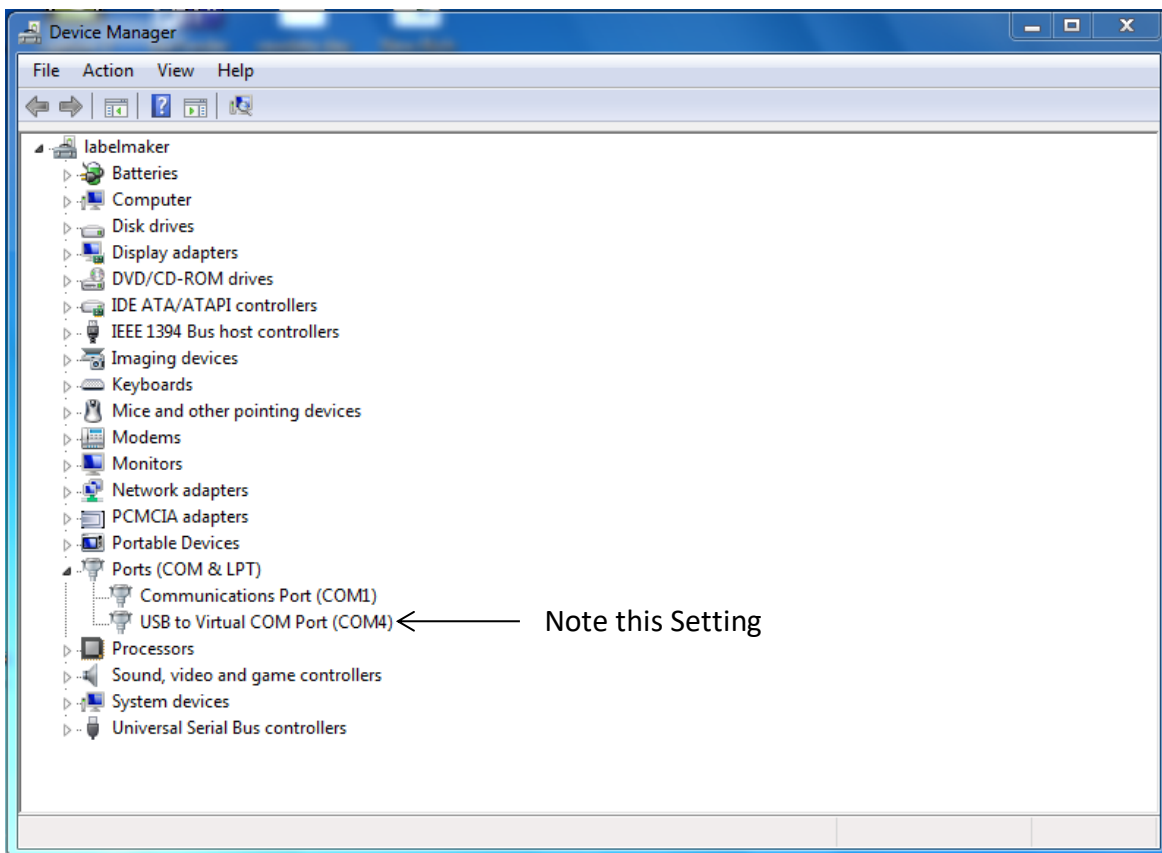 Device Manager
File Action View Help
labelmaker
Batteries
Computer
Disk drives
Display adapters
DVD/CD-ROM drives
IDE ATA/ATAPI controllers
IEEE 1394 Bus host controllers
Imaging devices
Keyboards
Mice and other pointing devices
Modems
Monitors
Network adapters
PCMCIA adapters
Portable Devices
Ports (COM & LPT)
Communications Port (COM1)
USB to Virtual COM Port (COM4) Note this Setting
Processors
Sound, video and game controllers
System devices
Universal Serial Bus controllers